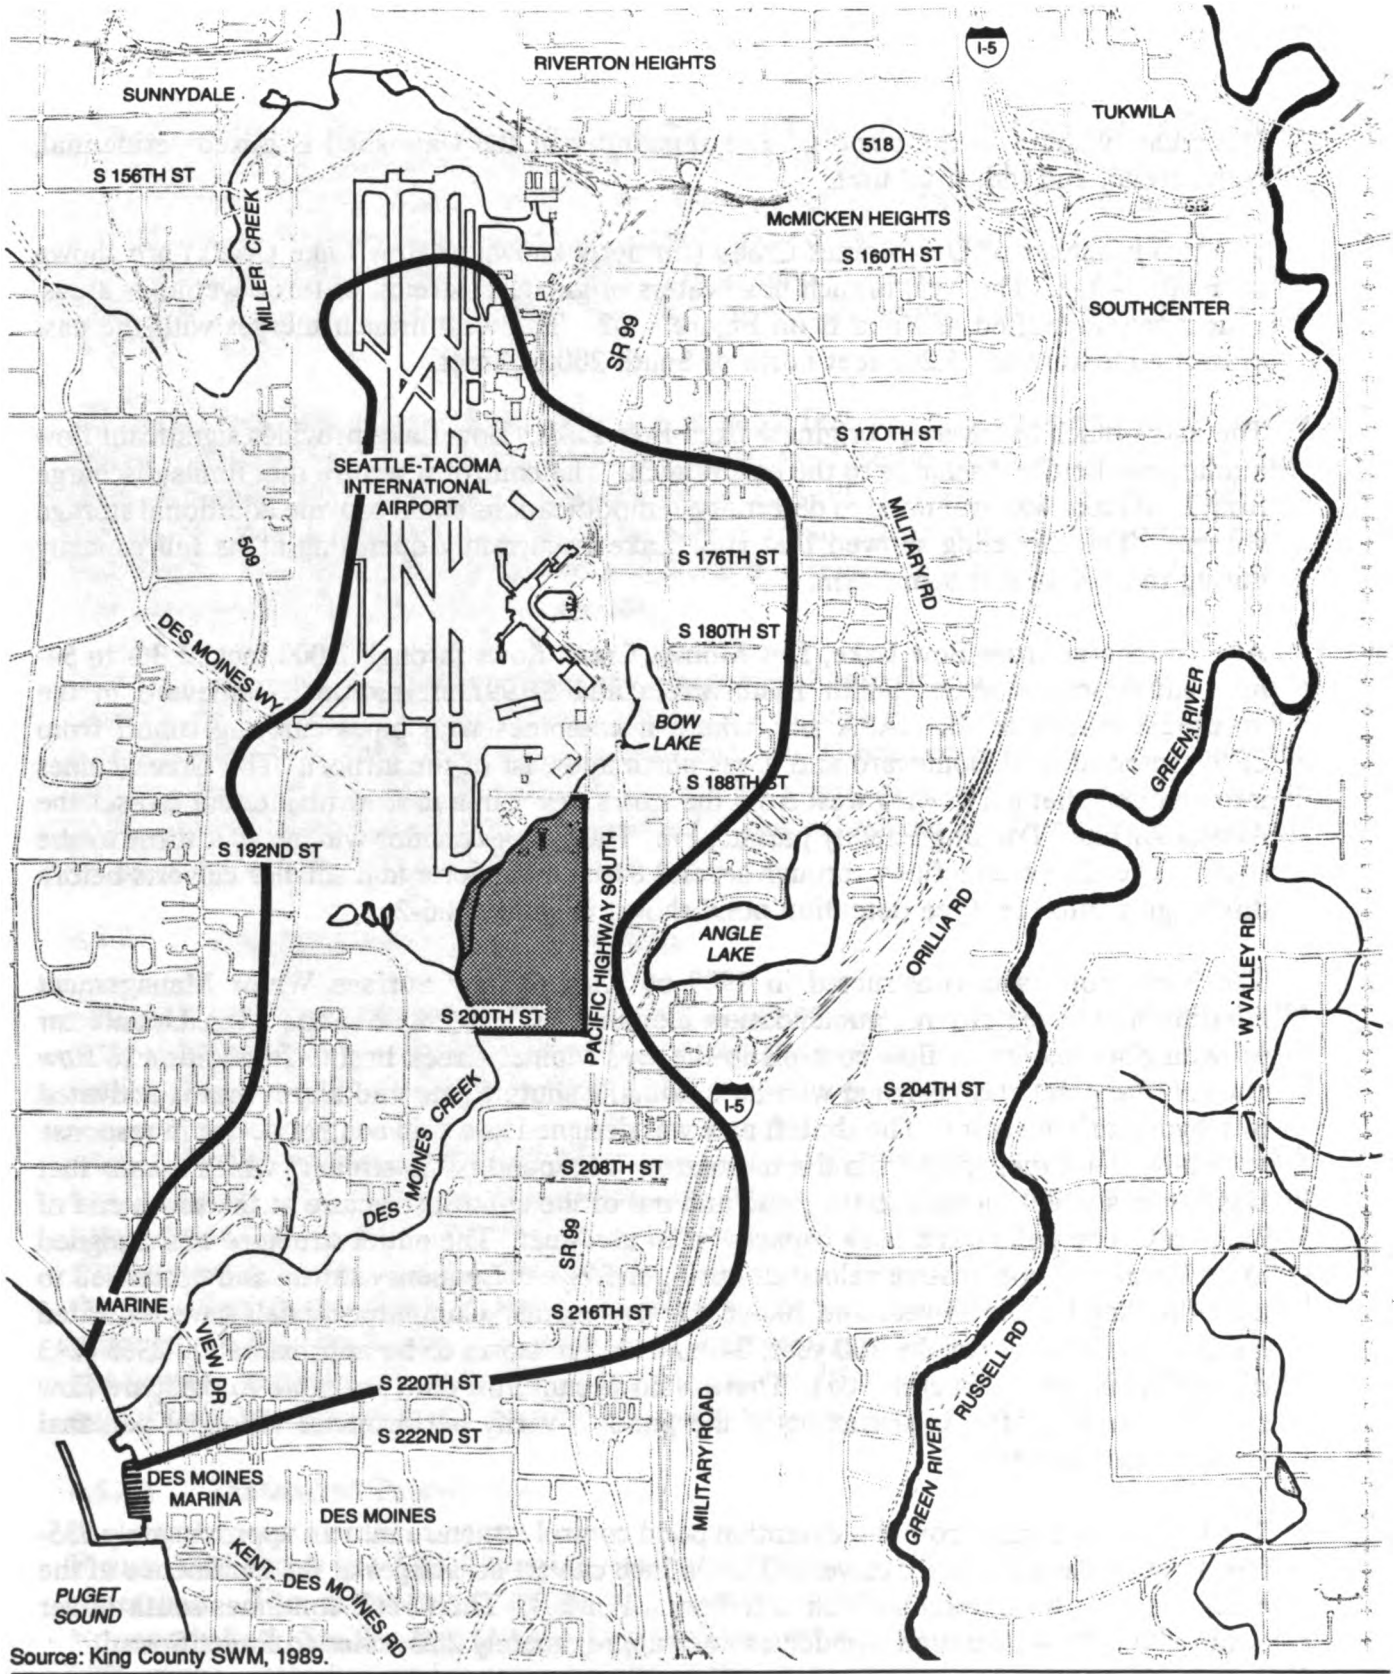 I-5
RIVERTON HEIGHTS
SUNNYDALE
TUKWILA
518
S 156TH ST
MILLER CREEK
McMICKEN HEIGHTS
S 160TH ST
SOUTHCENTER
SR 99
S 170TH ST
SEATTLE-TACOMA
INTERNATIONAL
AIRPORT
MILITARY RD
509
S 176TH ST
DES MOINES WY
S 180TH ST
GREEN RIVER
BOW
LAKE
S 188TH ST
S 192ND ST
PACIFIC HIGHWAY SOUTH
ANGLE
LAKE
ORILLIA RD
W VALLEY RD
S 200TH ST
DES MOINES CREEK
I-5
S 204TH ST
S 208TH ST
SR 99
MARINE
VIEW DR
S 216TH ST
RUSSELL RD
S 220TH ST
MILITARY ROAD
S 222ND ST
GREEN RIVER
DES MOINES
MARINA
DES MOINES
KENT. DES MOINES RD
PUGET
SOUND
Source: King County SWM, 1989.